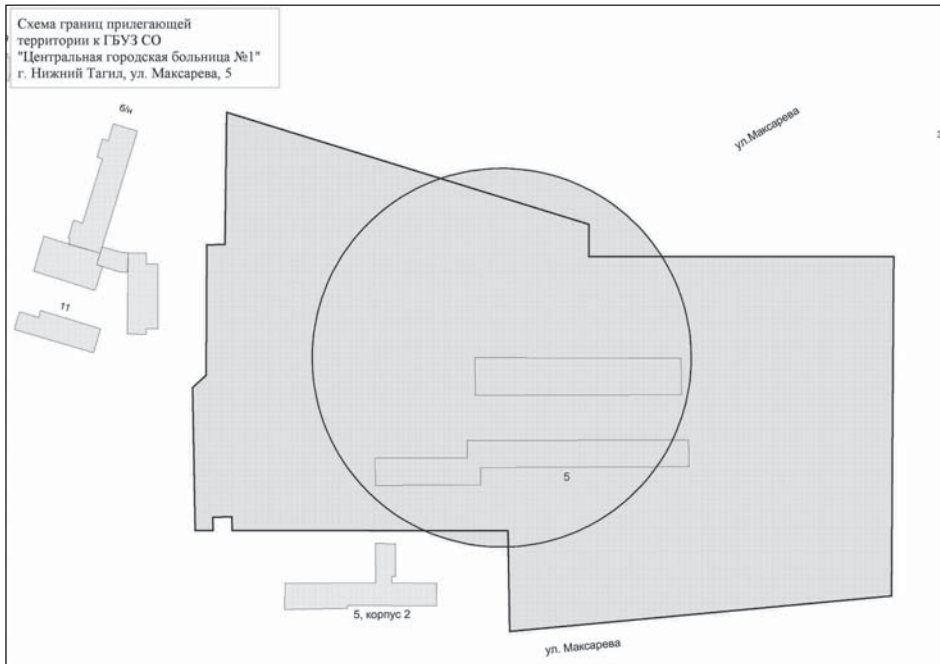 Схема границ прилегающей
территории к ГБУЗ СО
"Центральная городская больница №1"
г. Нижний Тагил, ул. Максарева, 5
б/н
ул.Максарева
11
5
5, корпус 2
ул. Максарева